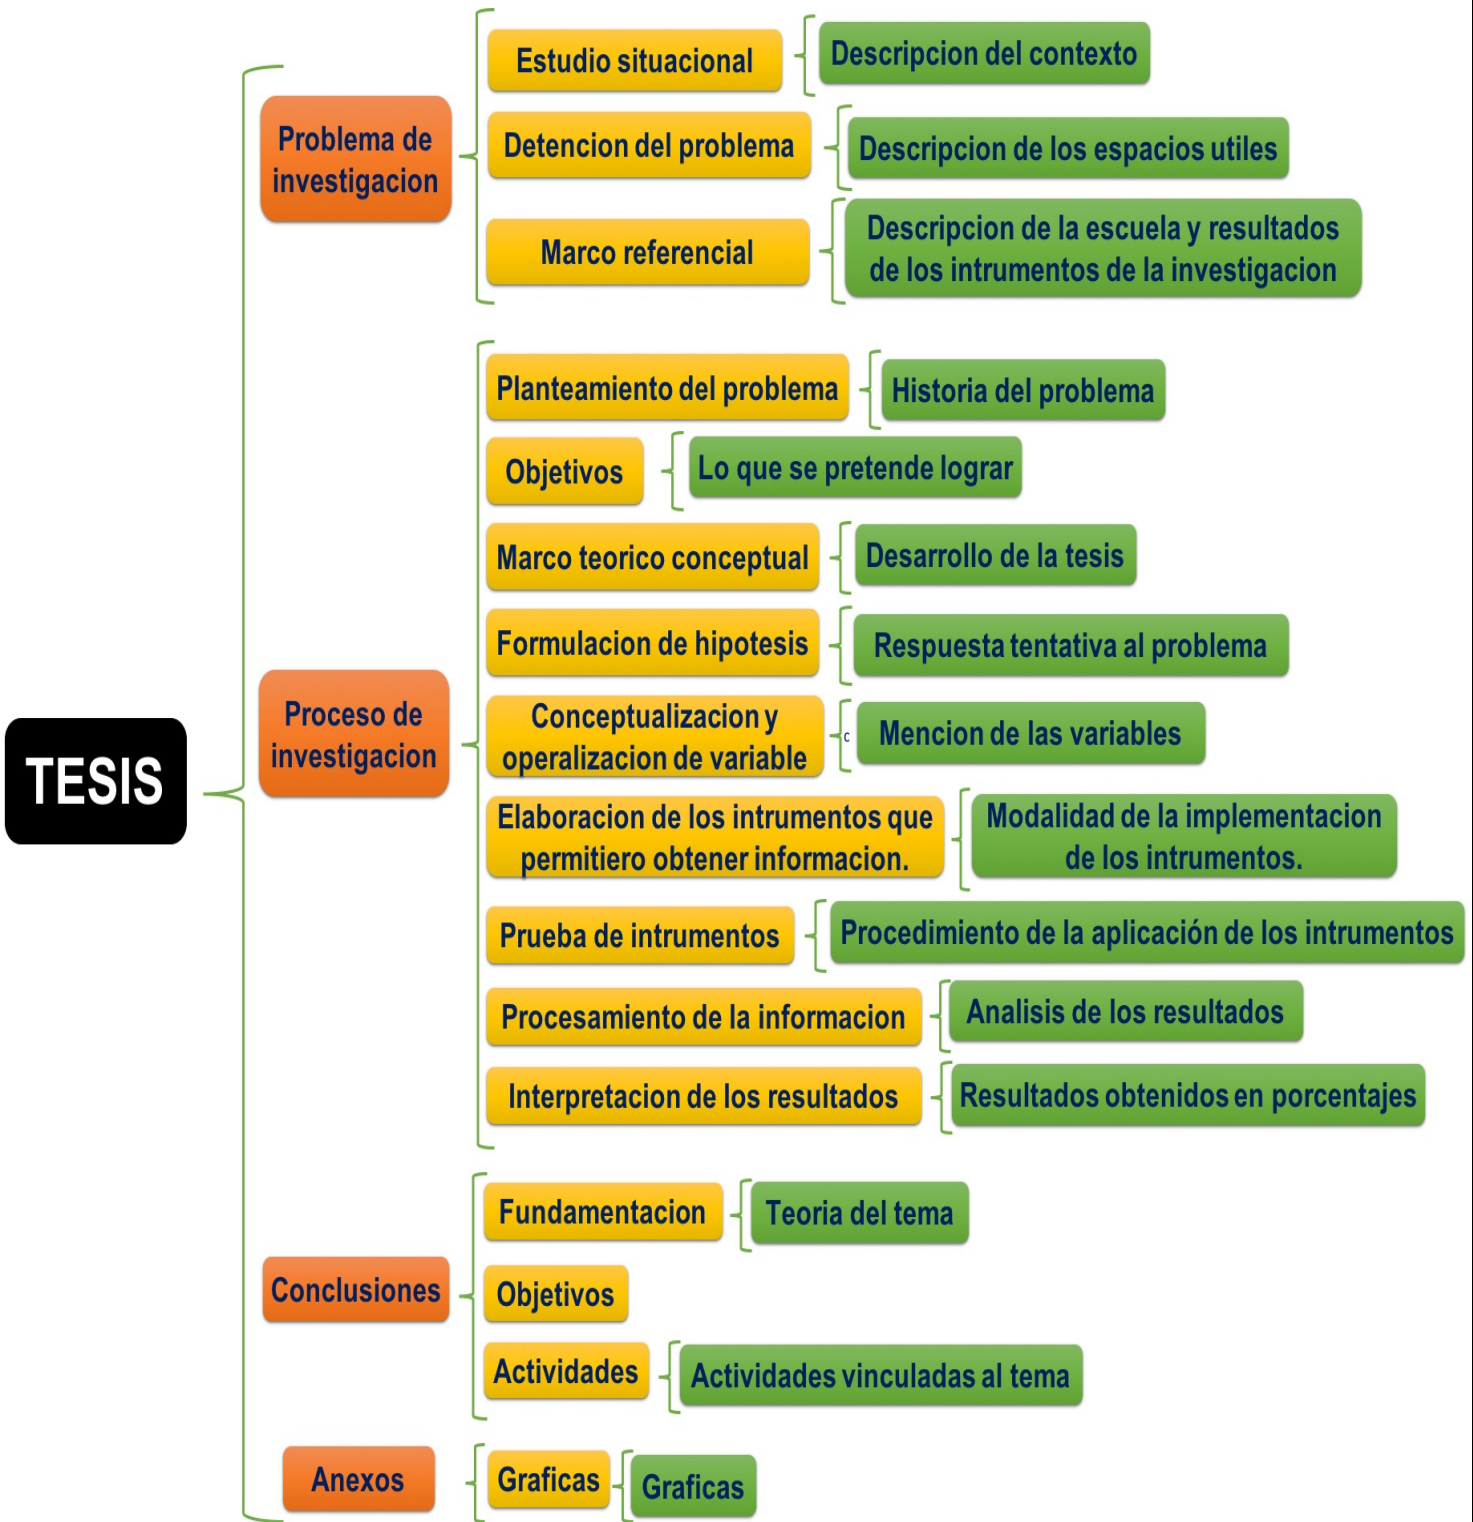 TESIS
Problema de
investigacion
Estudio situacional
Descripcion del contexto
Detencion del problema
Descripcion de los espacios utiles
Marco referencial
Descripcion de la escuela y resultados
de los intrumentos de la investigacion
Proceso de
investigacion
Planteamiento del problema
Historia del problema
Objetivos
Lo que se pretende lograr
Marco teorico conceptual
Desarrollo de la tesis
Formulacion de hipotesis
Respuesta tentativa al problema
Conceptualizacion y
operalizacion de variable
c
Mencion de las variables
Elaboracion de los intrumentos que
permitiero obtener informacion.
Modalidad de la implementacion
de los intrumentos.
Prueba de intrumentos
Procedimiento de la aplicación de los intrumentos
Procesamiento de la informacion
Analisis de los resultados
Interpretacion de los resultados
Resultados obtenidos en porcentajes
Conclusiones
Fundamentacion
Teoria del tema
Objetivos
Actividades
Actividades vinculadas al tema
Anexos
Graficas
Graficas